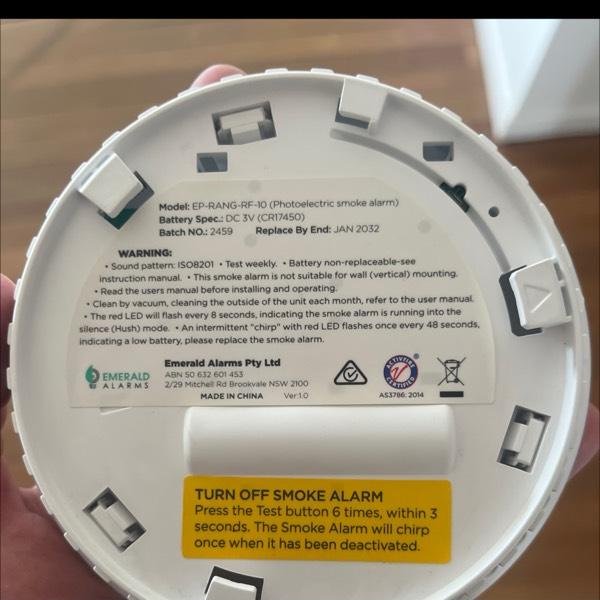 Model: EP-RANG-RF-10 (Photoelectric smoke alarm)
Battery Spec.: DC 3V (CR17450)
Batch NO.: 2459 Replace By End: JAN 2032
WARNING:
• Sound pattern: ISO8201 • Test weekly. • Battery non-replaceable-see
instruction manual. • This smoke alarm is not suitable for wall (vertical) mounting.
• Read the users manual before installing and operating.
• Clean by vacuum, cleaning the outside of the unit each month, refer to the user manual.
• The red LED will flash every 8 seconds, indicating the smoke alarm is running into the
silence (Hush) mode. • An intermittent "chirp" with red LED flashes once every 48 seconds,
indicating a low battery, please replace the smoke alarm.
EMERALD
ALARMS
Emerald Alarms Pty Ltd
ABN 50 632 601 453
2/29 Mitchell Rd Brookvale NSW 2100
MADE IN CHINA Ver:1.0
ACTIVFIRE
CERTIFIED
AS3786: 2014
TURN OFF SMOKE ALARM
Press the Test button 6 times, within 3
seconds. The Smoke Alarm will chirp
once when it has been deactivated.